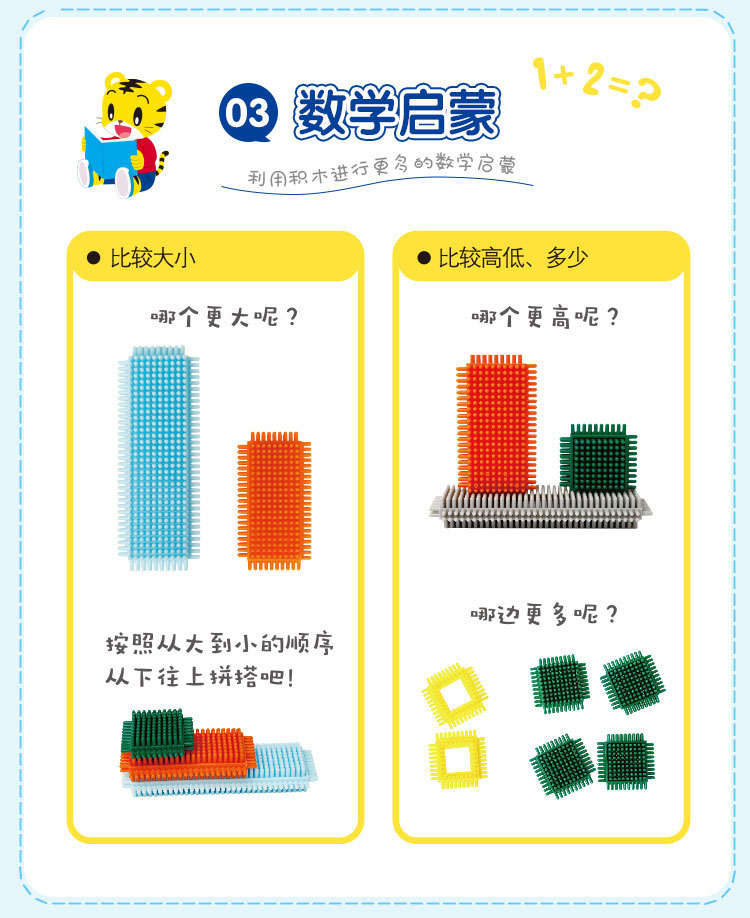 1+2=?
03 数学启蒙
利用积木进行更多的数学启蒙
● 比较大小
哪个更大呢？
按照从大到小的顺序
从下往上拼搭吧！
● 比较高低、多少
哪个更高呢？
哪边更多呢？